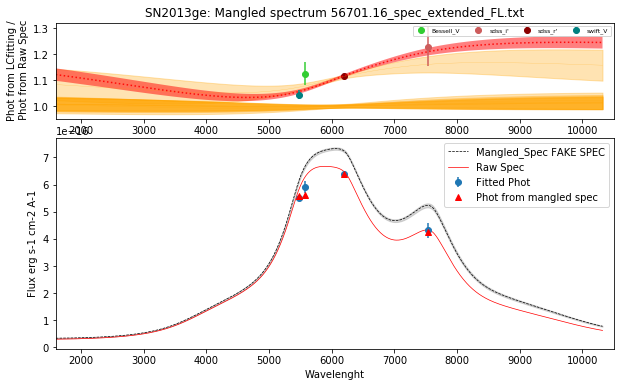 SN2013ge: Mangled spectrum 56701.16_spec_extended_FL.txt
Phot from LCfitting /
Phot from Raw Spec
1.3
1.2
1.1
1.0
Bessell_V
sdss_i'
sdss_r'
swift_V
2000 3000 4000 5000 6000 7000 8000 9000 10000
1e−16
Flux erg s-1 cm-2 A-1
7
6
5
4
3
2
1
0
Mangled_Spec FAKE SPEC
Raw Spec
Fitted Phot
Phot from mangled spec
2000 3000 4000 5000 6000 7000 8000 9000 10000
Wavelenght